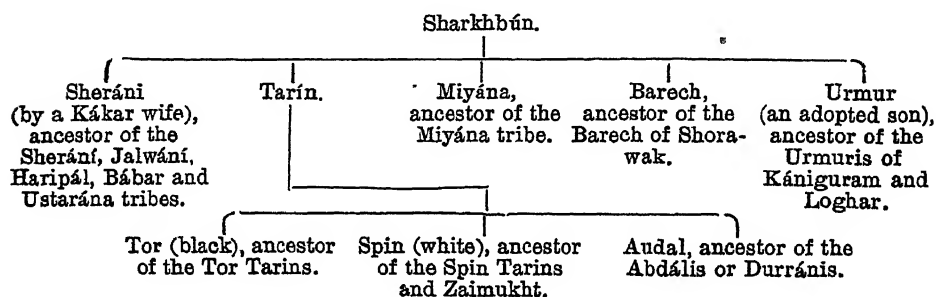 Sharkhbún.
Sheráni
(by a Kákar wife),
ancestor of the
Sherání, Jalwání,
Haripál, Bábar and
Ustarána tribes.
Tarín.
Miyána,
ancestor of the
Miyána tribe.
Barech,
ancestor of the
Barech of Shora-
wak.
Urmur
(an adopted son),
ancestor of the
Urmuris of
Kániguram and
Loghar.
Tor (black), ancestor
of the Tor Tarins.
Spin (white), ancestor
of the Spin Tarins
and Zaimukht.
Audal, ancestor of the
Abdális or Durránis.